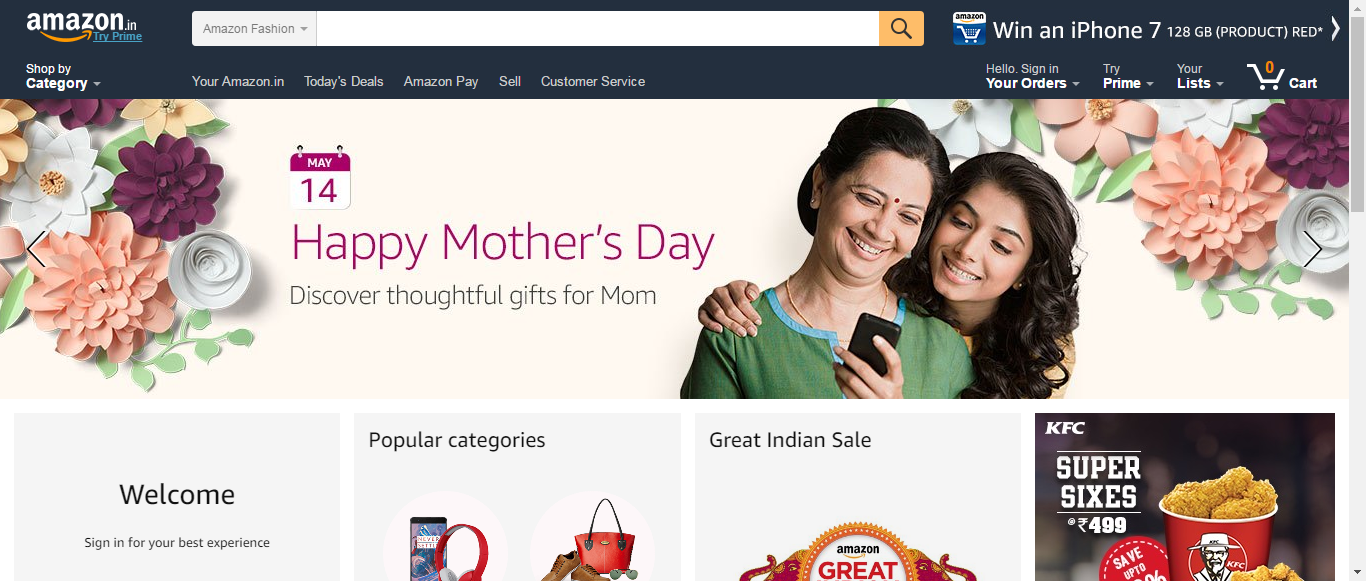 amazon.in
Try Prime
Amazon Fashion
amazon
Win an iPhone 7 128 GB (PRODUCT) RED*
Shop by
Category
Your Amazon.in
Today's Deals
Amazon Pay
Sell
Customer Service
Hello. Sign in
Your Orders
Try
Prime
Your
Lists
0
Cart
MAY
14
Happy Mother's Day
Discover thoughtful gifts for Mom
Welcome
Sign in for your best experience
Popular categories
NEVER
Great Indian Sale
amazon
GREAT
KFC
SUPER
SIXES
@ ₹499
SAVE
UPTO
KFC